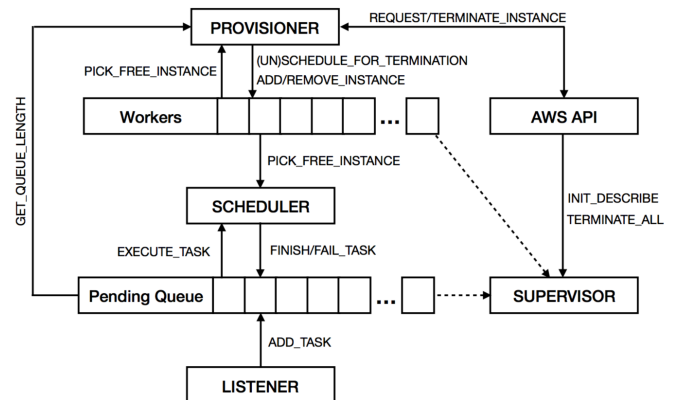 REQUEST/TERMINATE_INSTANCE
PROVISIONER
(UN)SCHEDULE_FOR_TERMINATION
PICK_FREE_INSTANCE
ADD/REMOVE_INSTANCE
Workers
...
AWS API
GET_QUEUE_LENGTH
PICK_FREE_INSTANCE
SCHEDULER
INIT_DESCRIBE
TERMINATE_ALL
EXECUTE_TASK
FINISH/FAIL_TASK
Pending Queue
...
SUPERVISOR
ADD_TASK
LISTENER